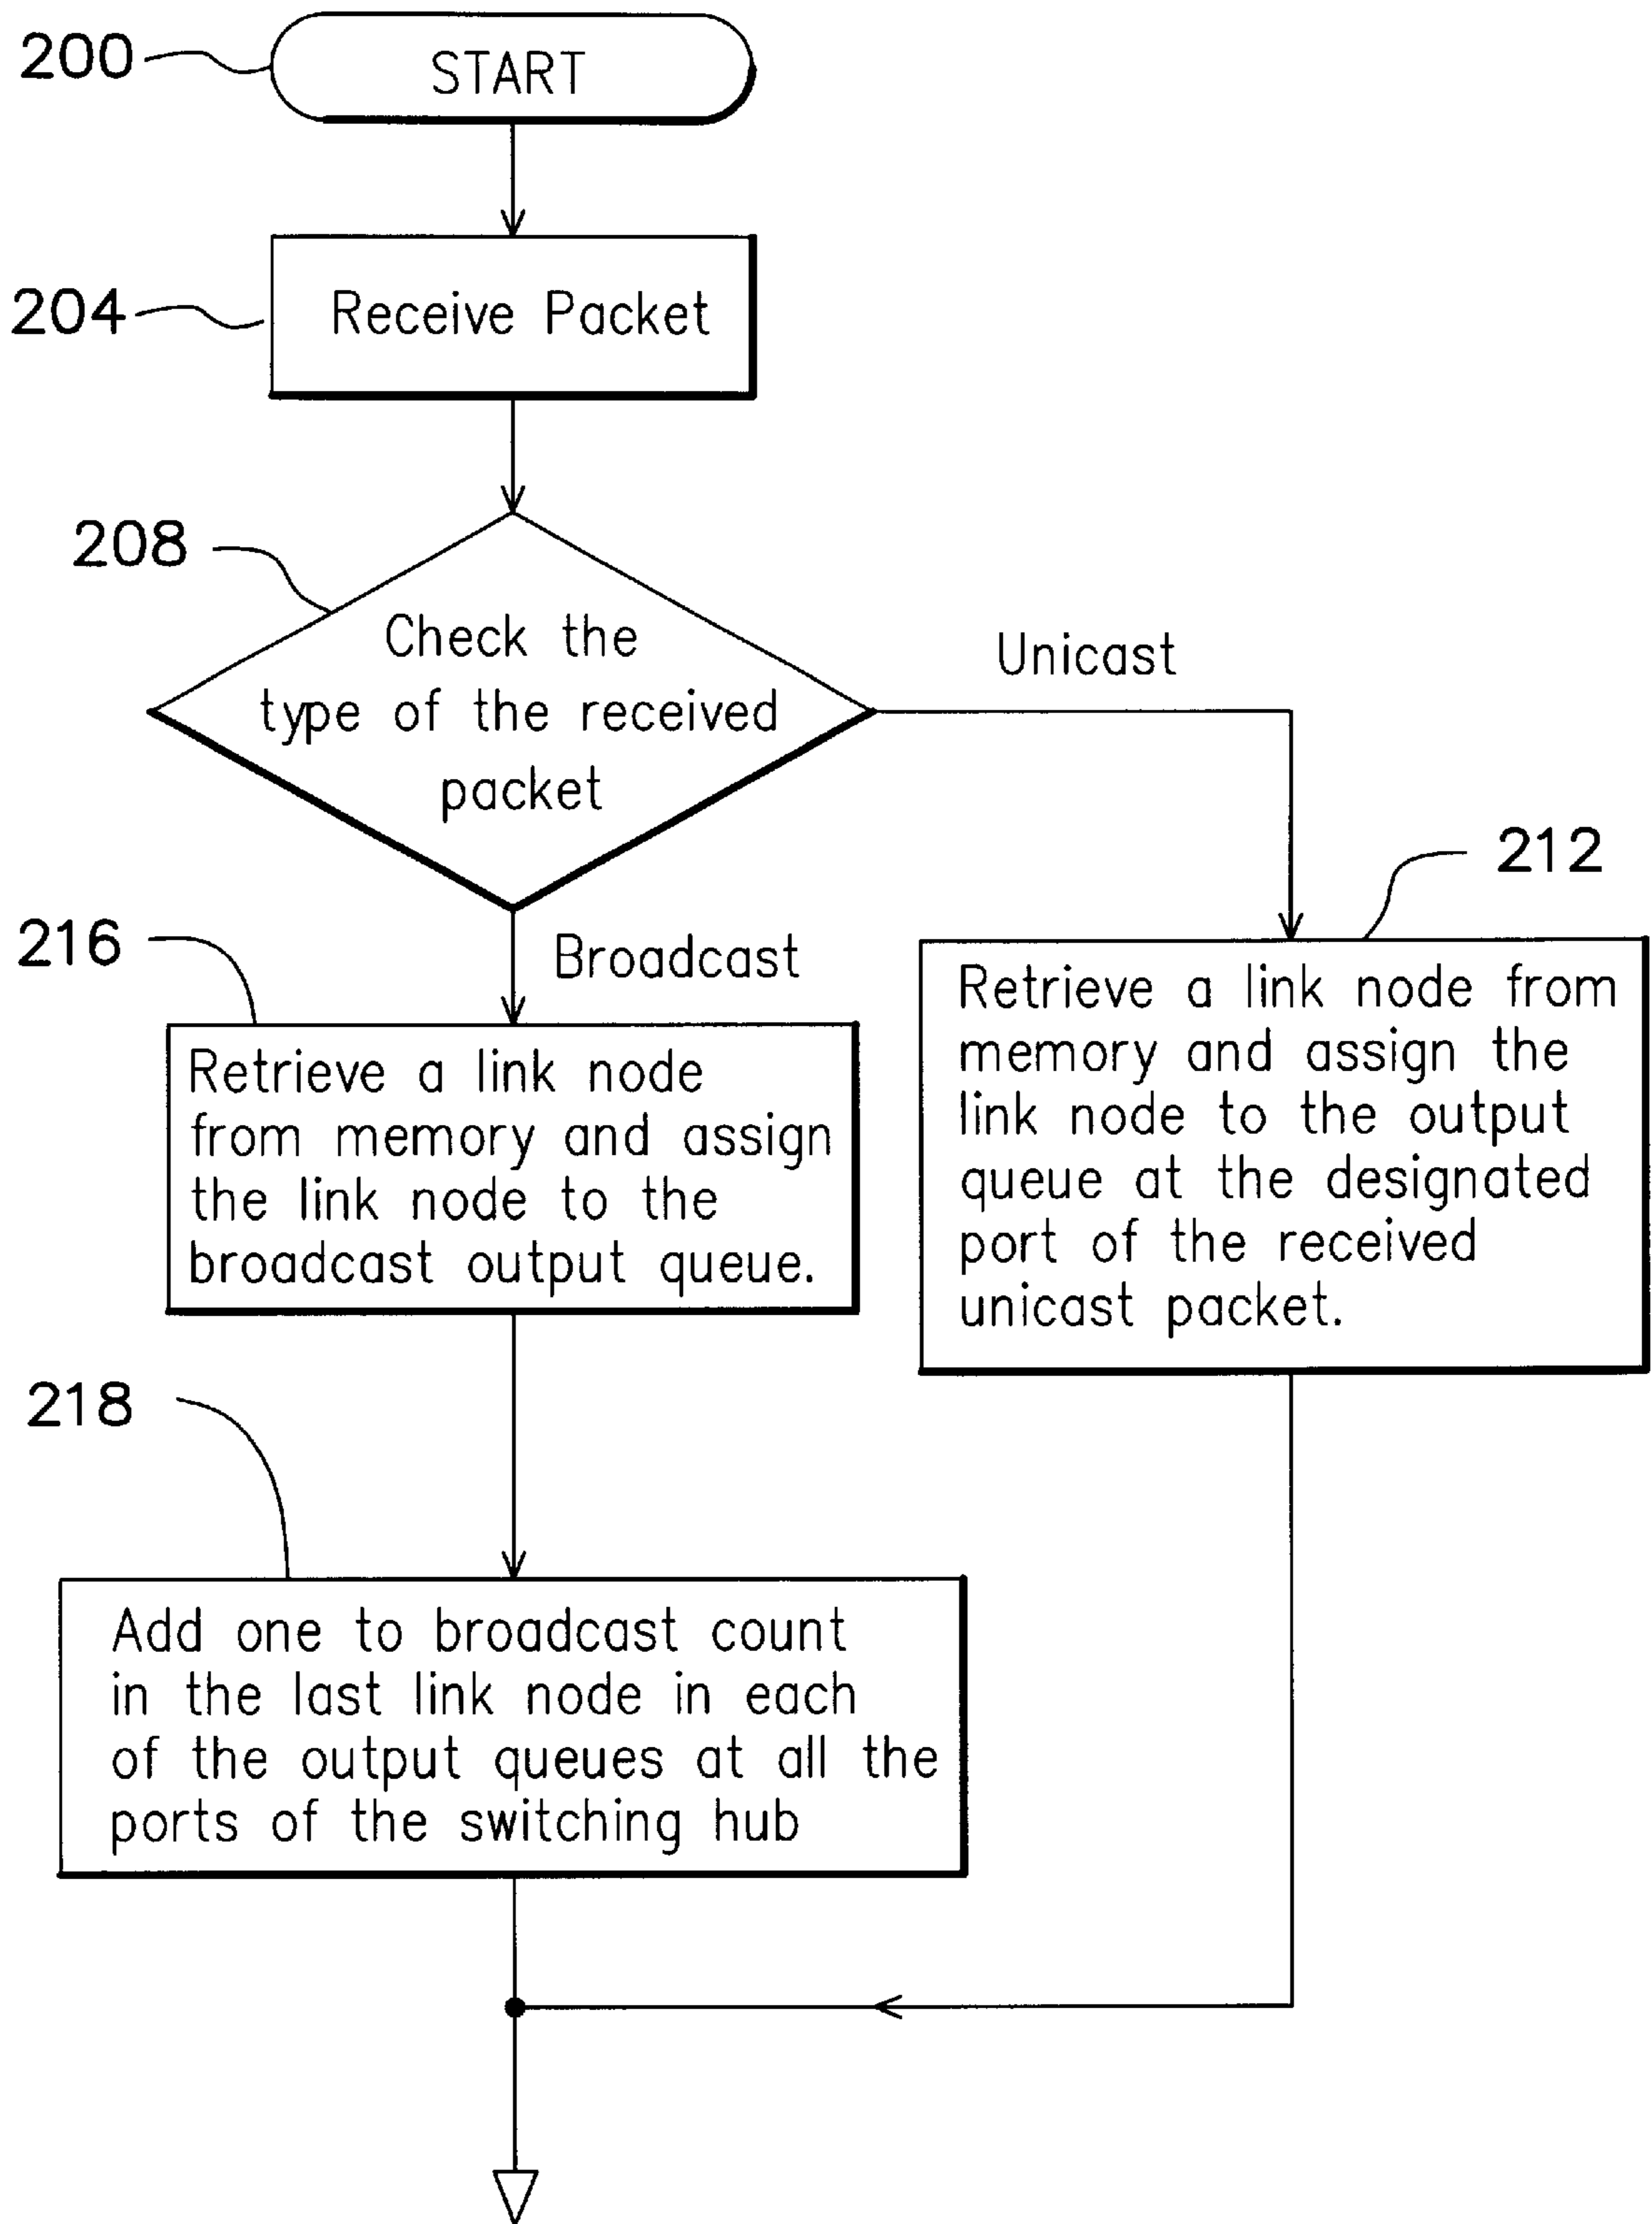 200
START
204
Receive Packet
208
Check the
type of the received
packet
Unicast
212
Retrieve a link node from
memory and assign the
link node to the output
queue at the designated
port of the received
unicast packet.
216
Broadcast
Retrieve a link node
from memory and assign
the link node to the
broadcast output queue.
218
Add one to broadcast count
in the last link node in each
of the output queues at all the
ports of the switching hub